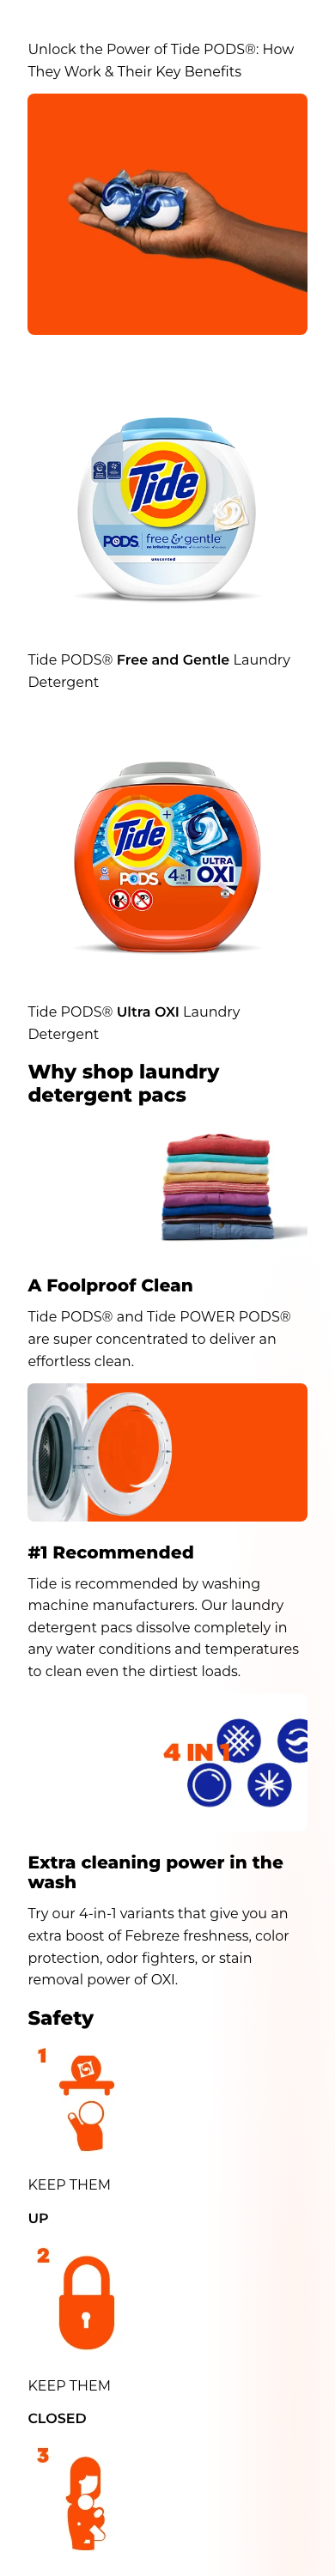 Unlock the Power of Tide PODS®: How
They Work & Their Key Benefits
Tide
PODS
free & gentle
unscented
Tide PODS® Free and Gentle Laundry
Detergent
Tide
+
PODS
4in1
ULTRA
OXI
Tide PODS® Ultra OXI Laundry
Detergent
Why shop laundry
detergent pacs
A Foolproof Clean
Tide PODS® and Tide POWER PODS®
are super concentrated to deliver an
effortless clean.
#1 Recommended
Tide is recommended by washing
machine manufacturers. Our laundry
detergent pacs dissolve completely in
any water conditions and temperatures
to clean even the dirtiest loads.
4 IN 1
Extra cleaning power in the
wash
Try our 4-in-1 variants that give you an
extra boost of Febreze freshness, color
protection, odor fighters, or stain
removal power of OXI.
Safety
1
KEEP THEM
UP
2
KEEP THEM
CLOSED
3